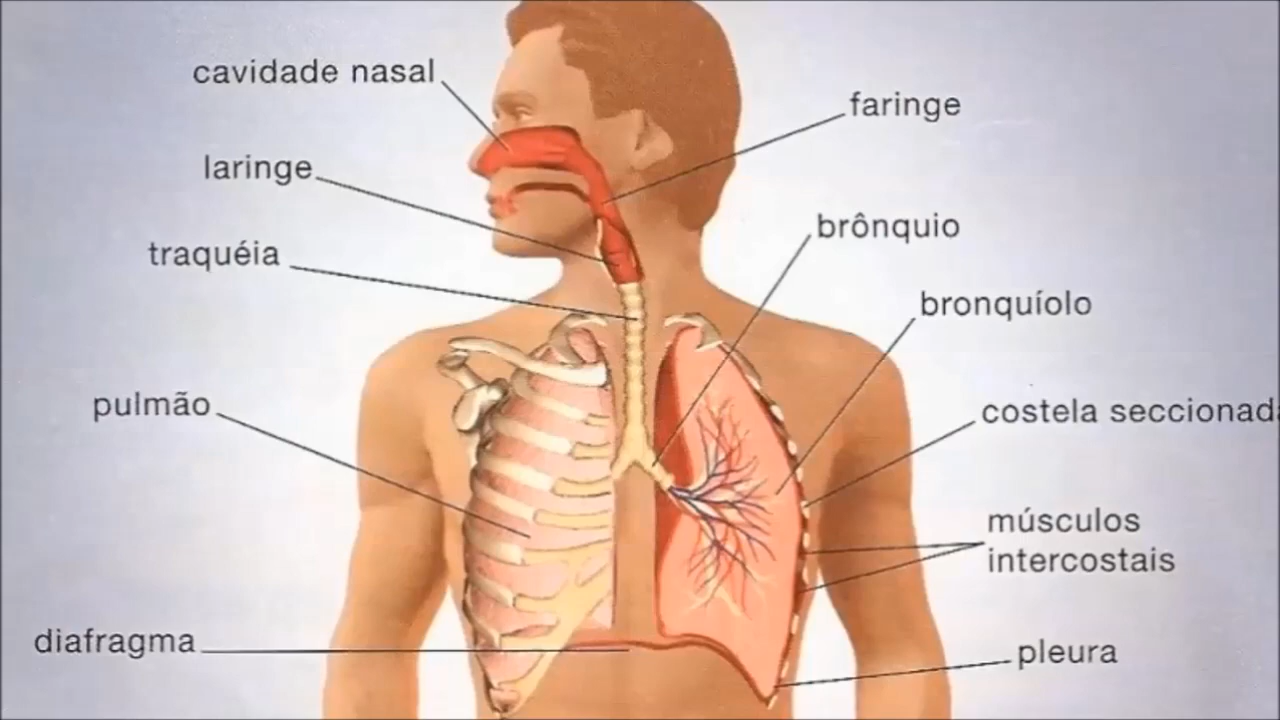 cavidade nasal
faringe
laringe
brônquio
traquéia
bronquíolo
pulmão
costela seccionad
músculos
intercostais
diafragma
pleura